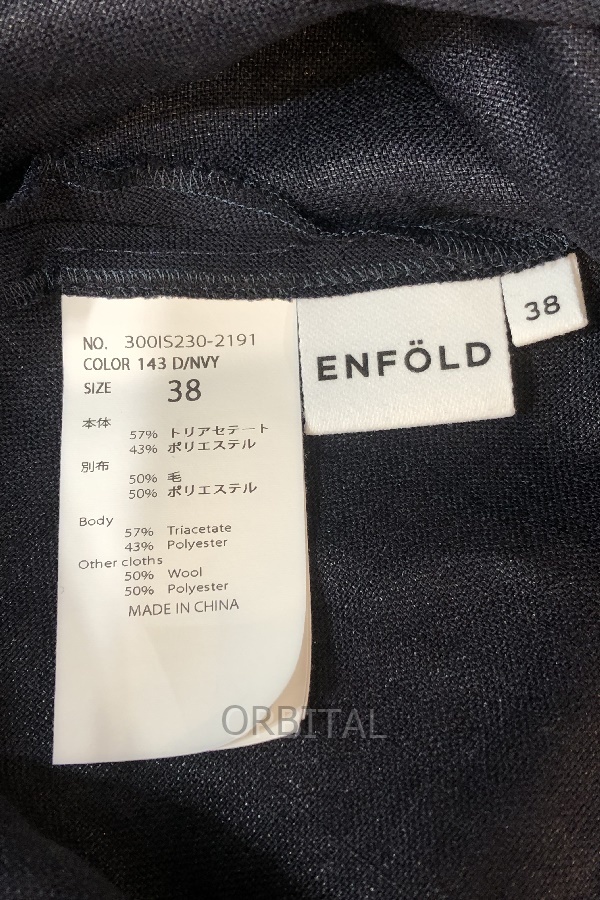 NO. 300IS230-2191
COLOR 143 D/NVY
SIZE 38
本体
57% トリアセテート
43% ポリエステル
別布
50% 毛
50% ポリエステル
Body
57% Triacetate
43% Polyester
Other cloths
50% Wool
50% Polyester
MADE IN CHINA
ENFÖLD
38
ORBITAL